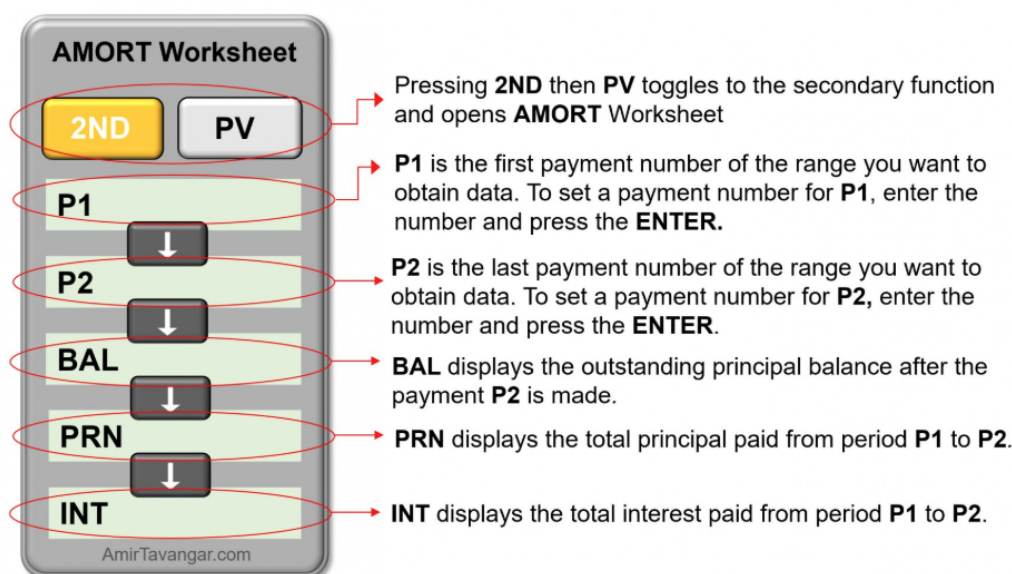 AMORT Worksheet
2ND
PV
Pressing 2ND then PV toggles to the secondary function
and opens AMORT Worksheet
P1
P1 is the first payment number of the range you want to
obtain data. To set a payment number for P1, enter the
number and press the ENTER.
↓
P2
P2 is the last payment number of the range you want to
obtain data. To set a payment number for P2, enter the
number and press the ENTER.
↓
BAL
BAL displays the outstanding principal balance after the
payment P2 is made.
↓
PRN
PRN displays the total principal paid from period P1 to P2.
↓
INT
INT displays the total interest paid from period P1 to P2.
AmirTavangar.com